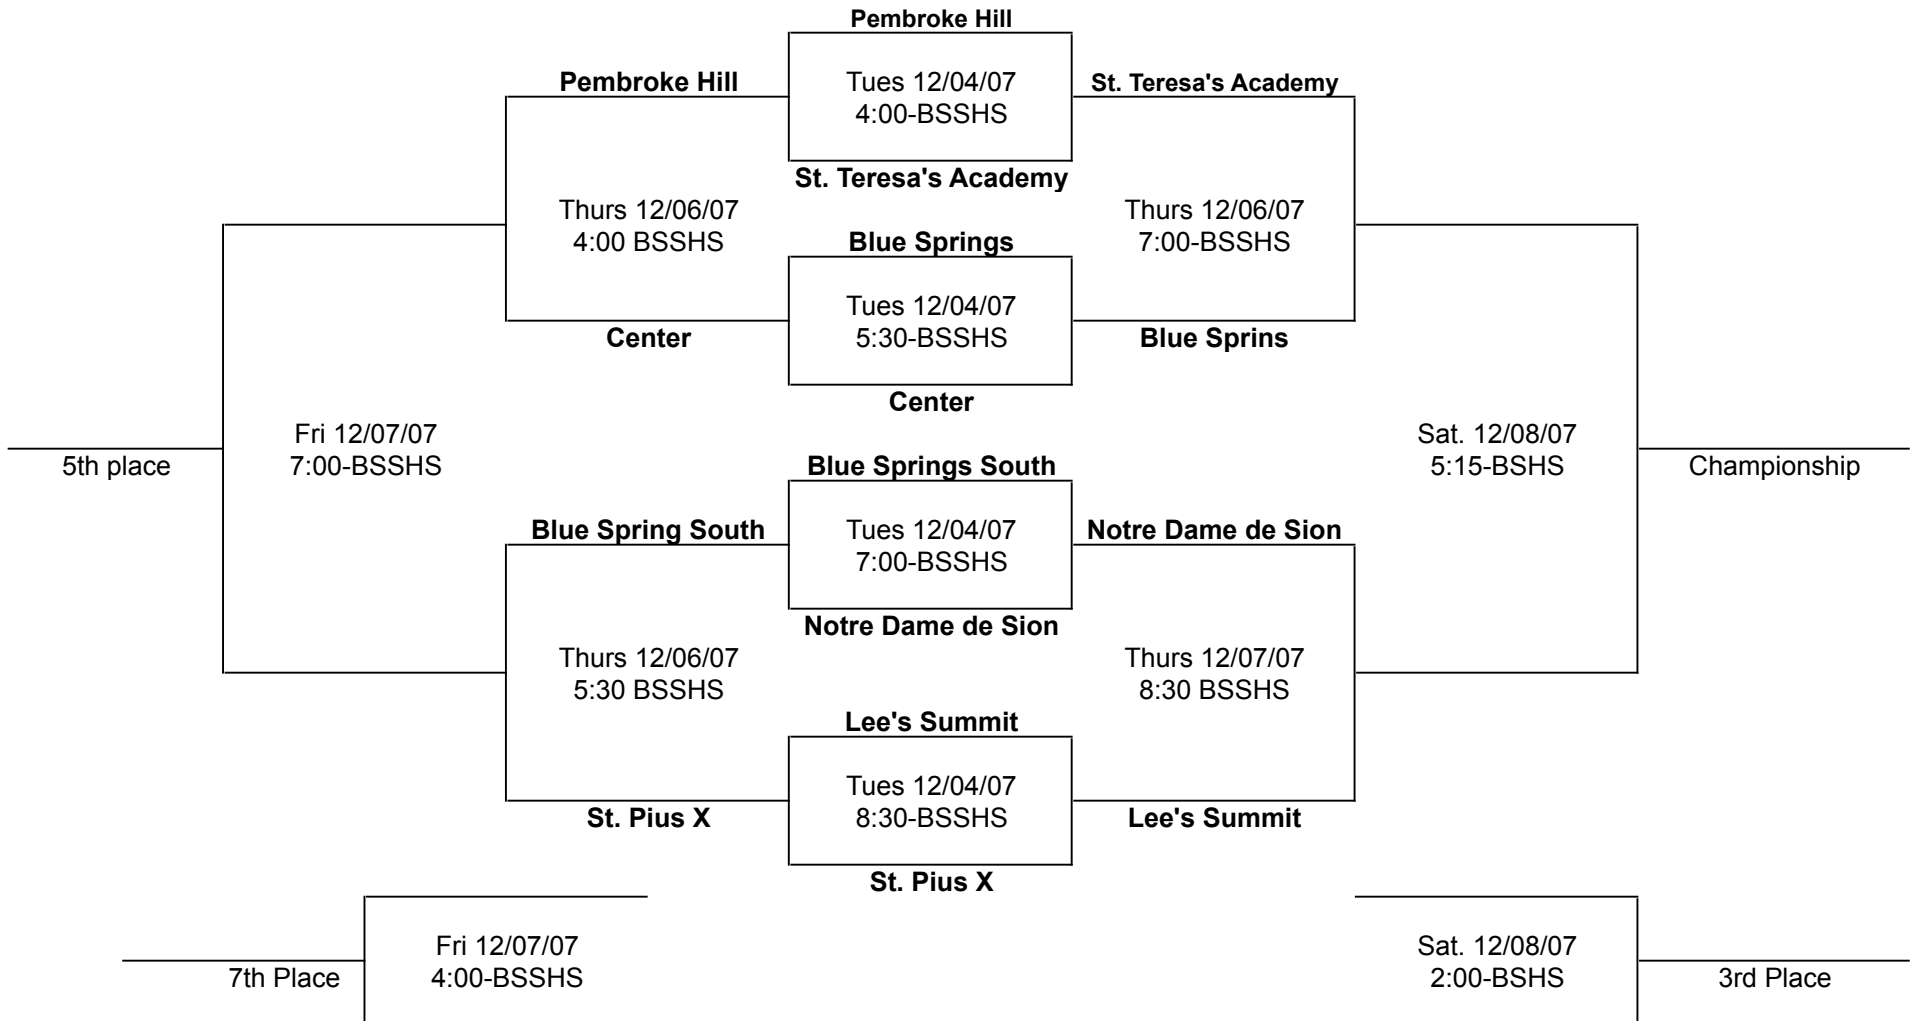 Pembroke Hill
Pembroke Hill
Tues 12/04/07
4:00-BSSHS
St. Teresa's Academy
St. Teresa's Academy
Thurs 12/06/07
4:00 BSSHS
Thurs 12/06/07
7:00-BSSHS
Blue Springs
Tues 12/04/07
5:30-BSSHS
Center
Blue Sprins
Center
Fri 12/07/07
7:00-BSSHS
Sat. 12/08/07
5:15-BSHS
5th place
Championship
Blue Springs South
Blue Spring South
Tues 12/04/07
7:00-BSSHS
Notre Dame de Sion
Notre Dame de Sion
Thurs 12/06/07
5:30 BSSHS
Thurs 12/07/07
8:30 BSSHS
Lee's Summit
Tues 12/04/07
8:30-BSSHS
St. Pius X
Lee's Summit
St. Pius X
Fri 12/07/07
4:00-BSSHS
7th Place
Sat. 12/08/07
2:00-BSHS
3rd Place